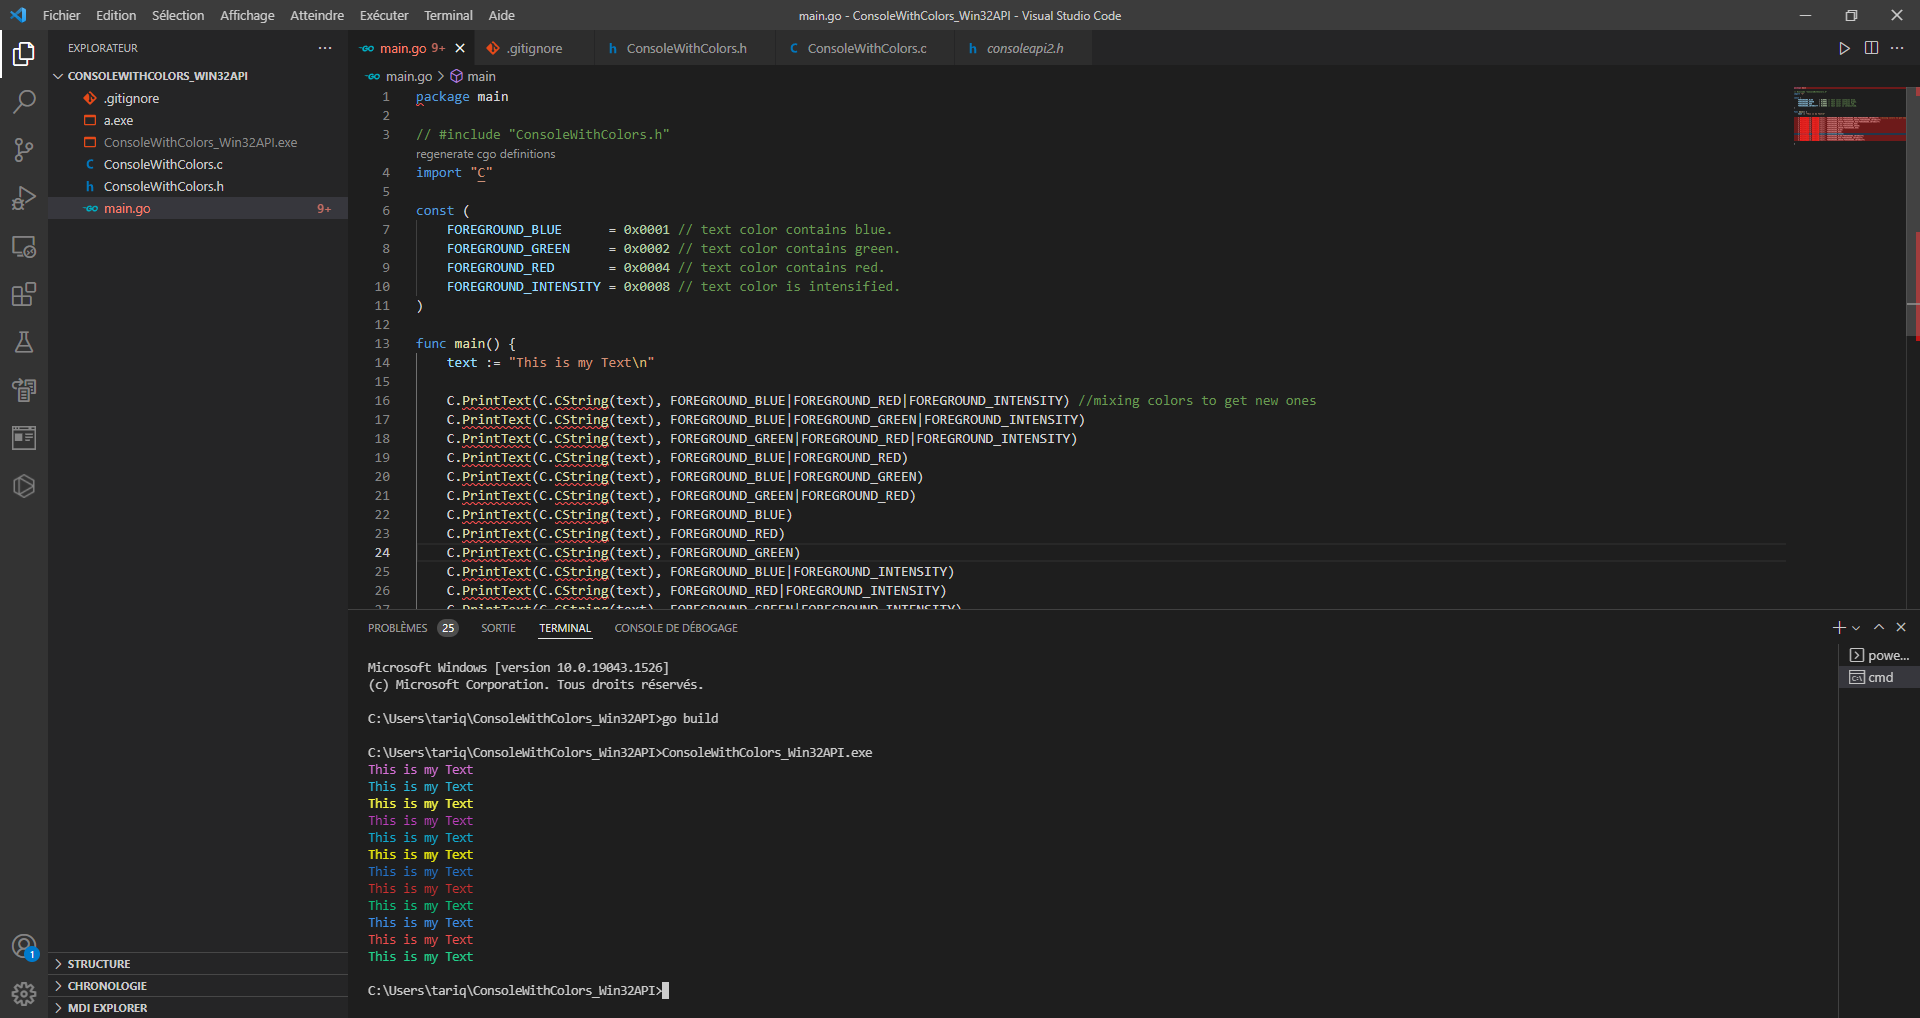 Fichier Edition Sélection Affichage Atteindre Exécuter Terminal Aide
main.go - ConsoleWithColors_Win32API - Visual Studio Code
EXPLORATEUR
CONSOLEWITHCOLORS_WIN32API
.gitignore
a.exe
ConsoleWithColors_Win32API.exe
C ConsoleWithColors.c
h ConsoleWithColors.h
GO main.go 9+
1
STRUCTURE
CHRONOLOGIE
MDI EXPLORER
GO main.go 9+ .gitignore h ConsoleWithColors.h C ConsoleWithColors.c h consoleapi2.h
GO main.go > main
1 package main
2
3 // #include "ConsoleWithColors.h"
regenerate cgo definitions
4 import "C"
5
6 const (
7 FOREGROUND_BLUE = 0x0001 // text color contains blue.
8 FOREGROUND_GREEN = 0x0002 // text color contains green.
9 FOREGROUND_RED = 0x0004 // text color contains red.
10 FOREGROUND_INTENSITY = 0x0008 // text color is intensified.
11 )
12
13 func main() {
14 text := "This is my Text\n"
15
16 C.PrintText(C.CString(text), FOREGROUND_BLUE|FOREGROUND_RED|FOREGROUND_INTENSITY) //mixing colors to get new ones
17 C.PrintText(C.CString(text), FOREGROUND_BLUE|FOREGROUND_GREEN|FOREGROUND_INTENSITY)
18 C.PrintText(C.CString(text), FOREGROUND_GREEN|FOREGROUND_RED|FOREGROUND_INTENSITY)
19 C.PrintText(C.CString(text), FOREGROUND_BLUE|FOREGROUND_RED)
20 C.PrintText(C.CString(text), FOREGROUND_BLUE|FOREGROUND_GREEN)
21 C.PrintText(C.CString(text), FOREGROUND_GREEN|FOREGROUND_RED)
22 C.PrintText(C.CString(text), FOREGROUND_BLUE)
23 C.PrintText(C.CString(text), FOREGROUND_RED)
24 C.PrintText(C.CString(text), FOREGROUND_GREEN)
25 C.PrintText(C.CString(text), FOREGROUND_BLUE|FOREGROUND_INTENSITY)
26 C.PrintText(C.CString(text), FOREGROUND_RED|FOREGROUND_INTENSITY)
27 C.PrintText(C.CString(text), FOREGROUND_GREEN|FOREGROUND_INTENSITY)
PROBLÈMES 25 SORTIE TERMINAL CONSOLE DE DÉBOGAGE
powe...
cmd
Microsoft Windows [version 10.0.19043.1526]
(c) Microsoft Corporation. Tous droits réservés.
C:\Users\tariq\ConsoleWithColors_Win32API>go build
C:\Users\tariq\ConsoleWithColors_Win32API>ConsoleWithColors_Win32API.exe
This is my Text
This is my Text
This is my Text
This is my Text
This is my Text
This is my Text
This is my Text
This is my Text
This is my Text
This is my Text
This is my Text
This is my Text
C:\Users\tariq\ConsoleWithColors_Win32API>